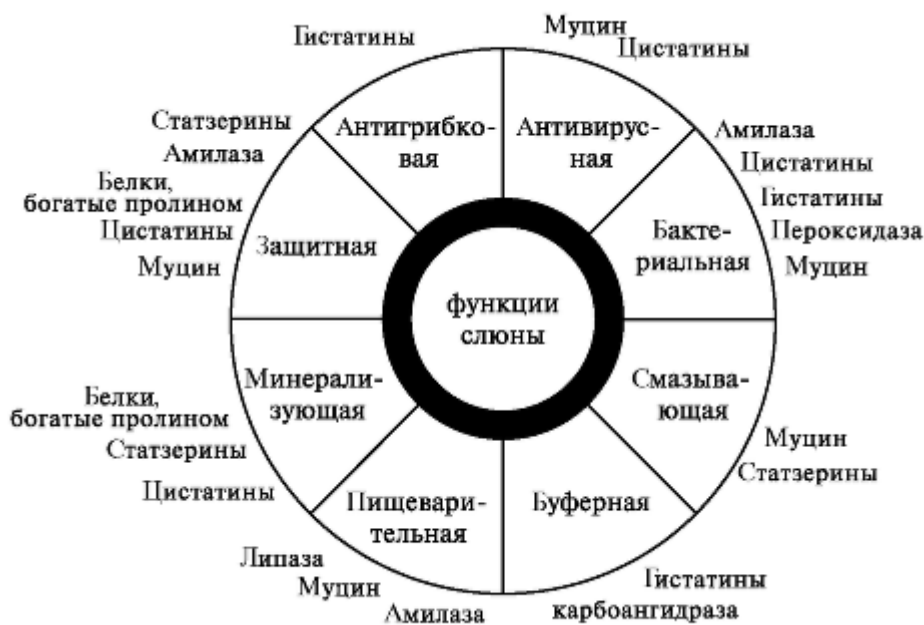 Гистатины
Муцин
Цистатины
Статзерины
Амилаза
Белки,
богатые пролином
Цистатины
Муцин
Антигрибко-
вая
Антивирус-
ная
Амилаза
Цистатины
Гистатины
Пероксидаза
Муцин
Защитная
Бакте-
риальная
функции
слюны
Минерали-
зующая
Смазыва-
ющая
Белки,
богатые пролином
Статзерины
Цистатины
Муцин
Статзерины
Пищевари-
тельная
Буферная
Липаза
Муцин
Амилаза
Гистатины
карбоангидраза